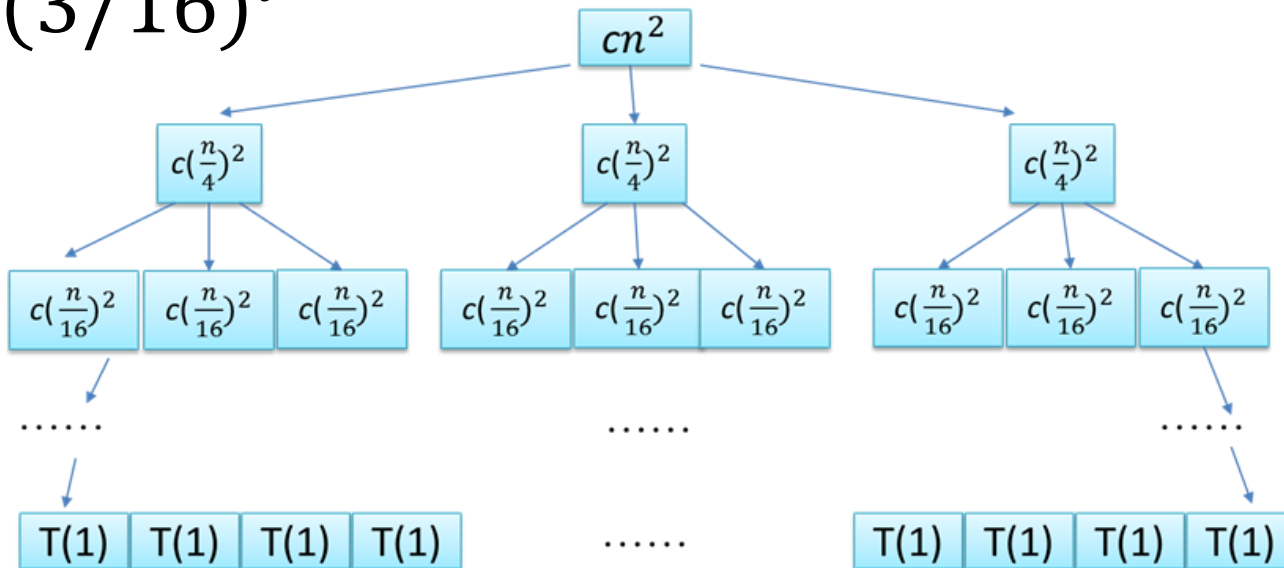 (3/16)
cn²
c(n/4)² c(n/4)² c(n/4)²
c(n/16)² c(n/16)² c(n/16)² c(n/16)² c(n/16)² c(n/16)² c(n/16)² c(n/16)² c(n/16)²
...... ...... ......
T(1) T(1) T(1) T(1) ...... T(1) T(1) T(1) T(1)